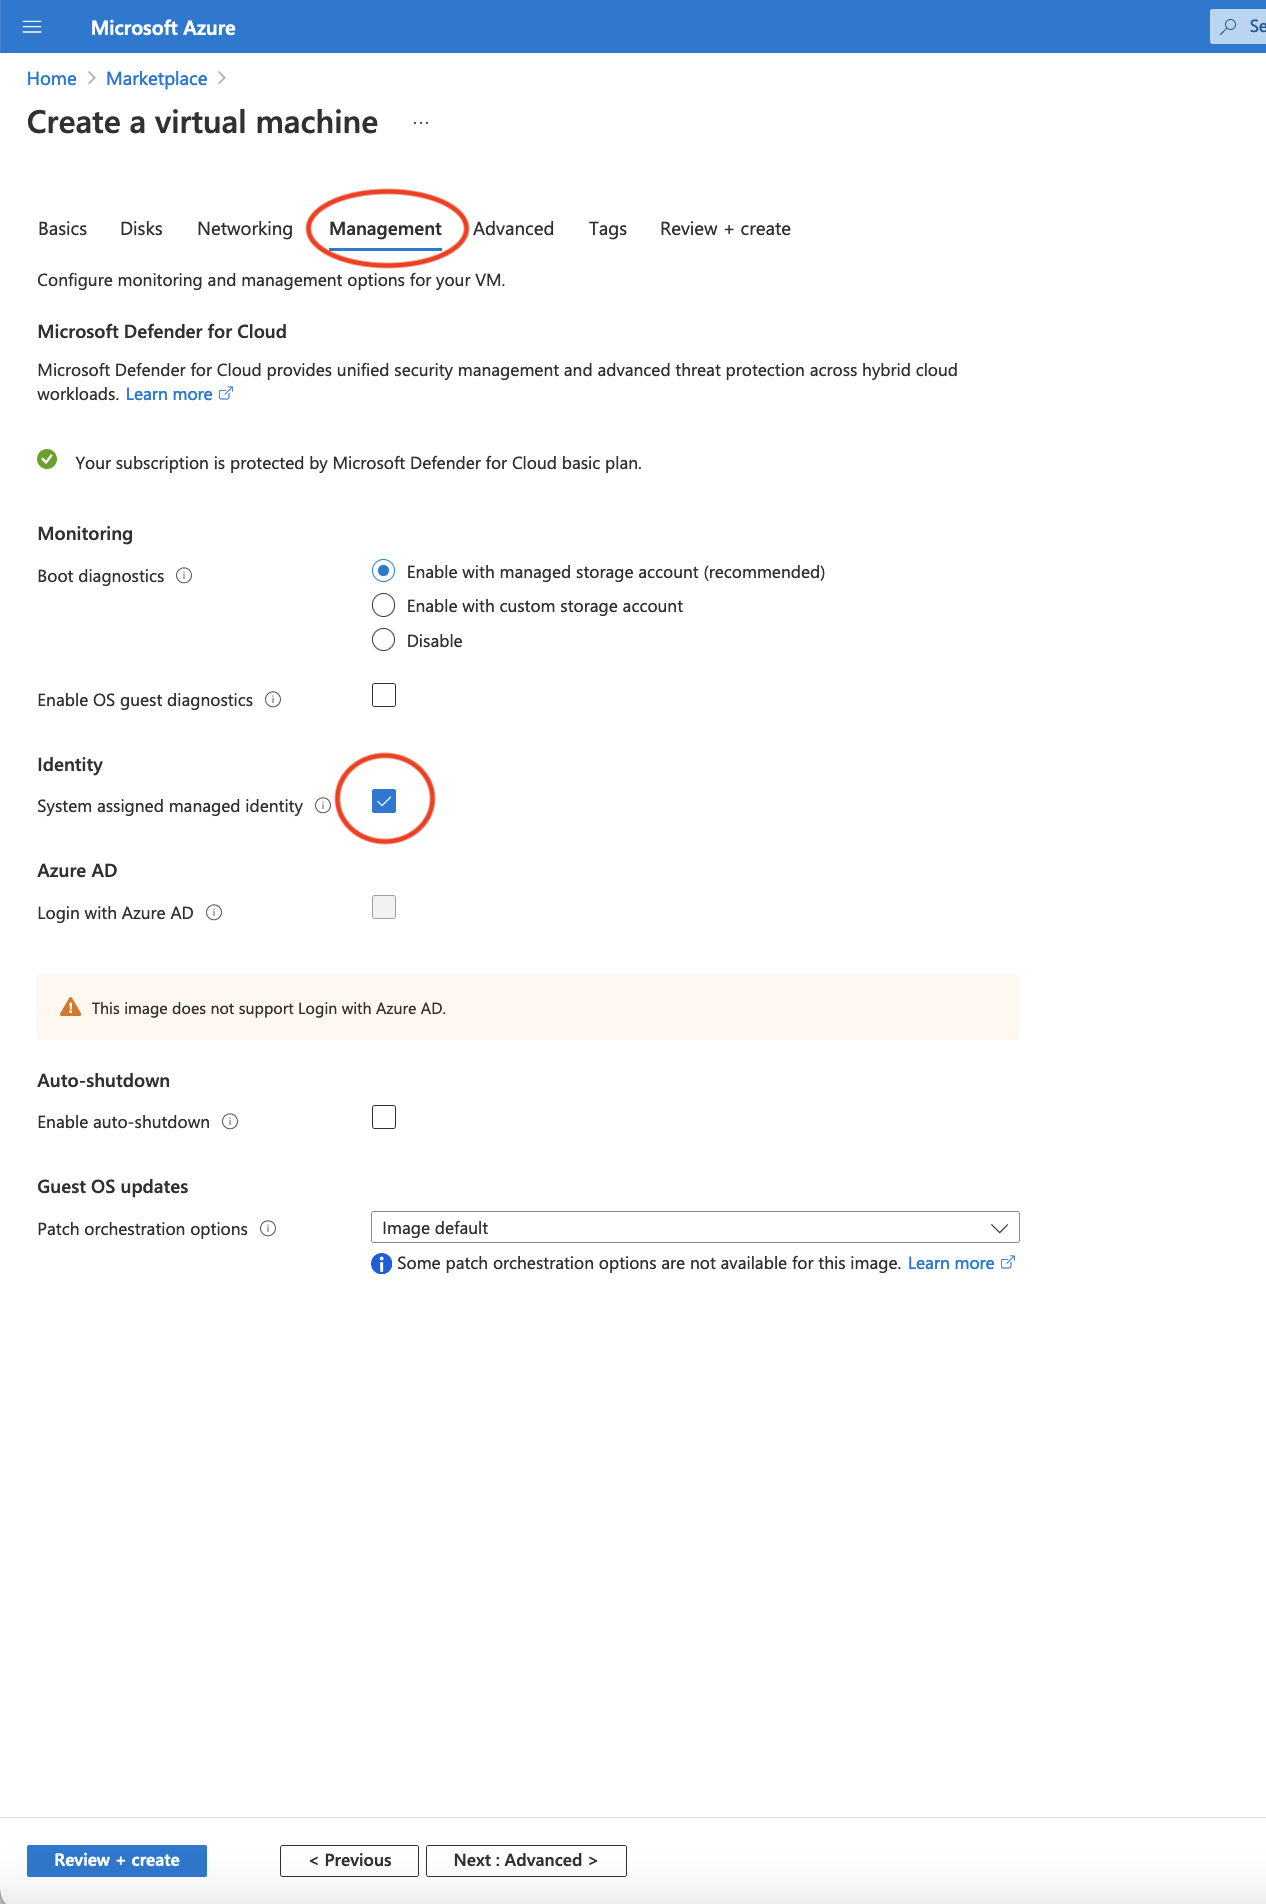 Microsoft Azure
Se
Home > Marketplace >
Create a virtual machine ...
Basics Disks Networking Management Advanced Tags Review + create
Configure monitoring and management options for your VM.
Microsoft Defender for Cloud
Microsoft Defender for Cloud provides unified security management and advanced threat protection across hybrid cloud
workloads. Learn more
Your subscription is protected by Microsoft Defender for Cloud basic plan.
Monitoring
Boot diagnostics
Enable with managed storage account (recommended)
Enable with custom storage account
Disable
Enable OS guest diagnostics
Identity
System assigned managed identity
Azure AD
Login with Azure AD
This image does not support Login with Azure AD.
Auto-shutdown
Enable auto-shutdown
Guest OS updates
Patch orchestration options
Image default
Some patch orchestration options are not available for this image. Learn more
Review + create
< Previous
Next : Advanced >